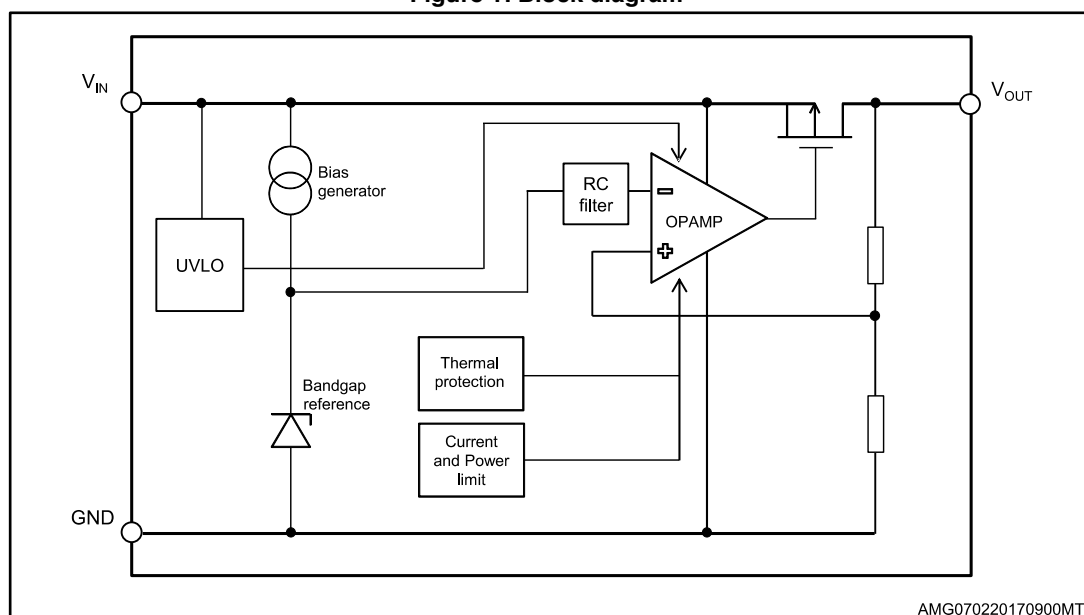 Figure 1. Block diagram
VIN
VOUT
Bias
generator
RC
filter
OPAMP
UVLO
Thermal
protection
Bandgap
reference
Current
and Power
limit
GND
AMG070220170900MT